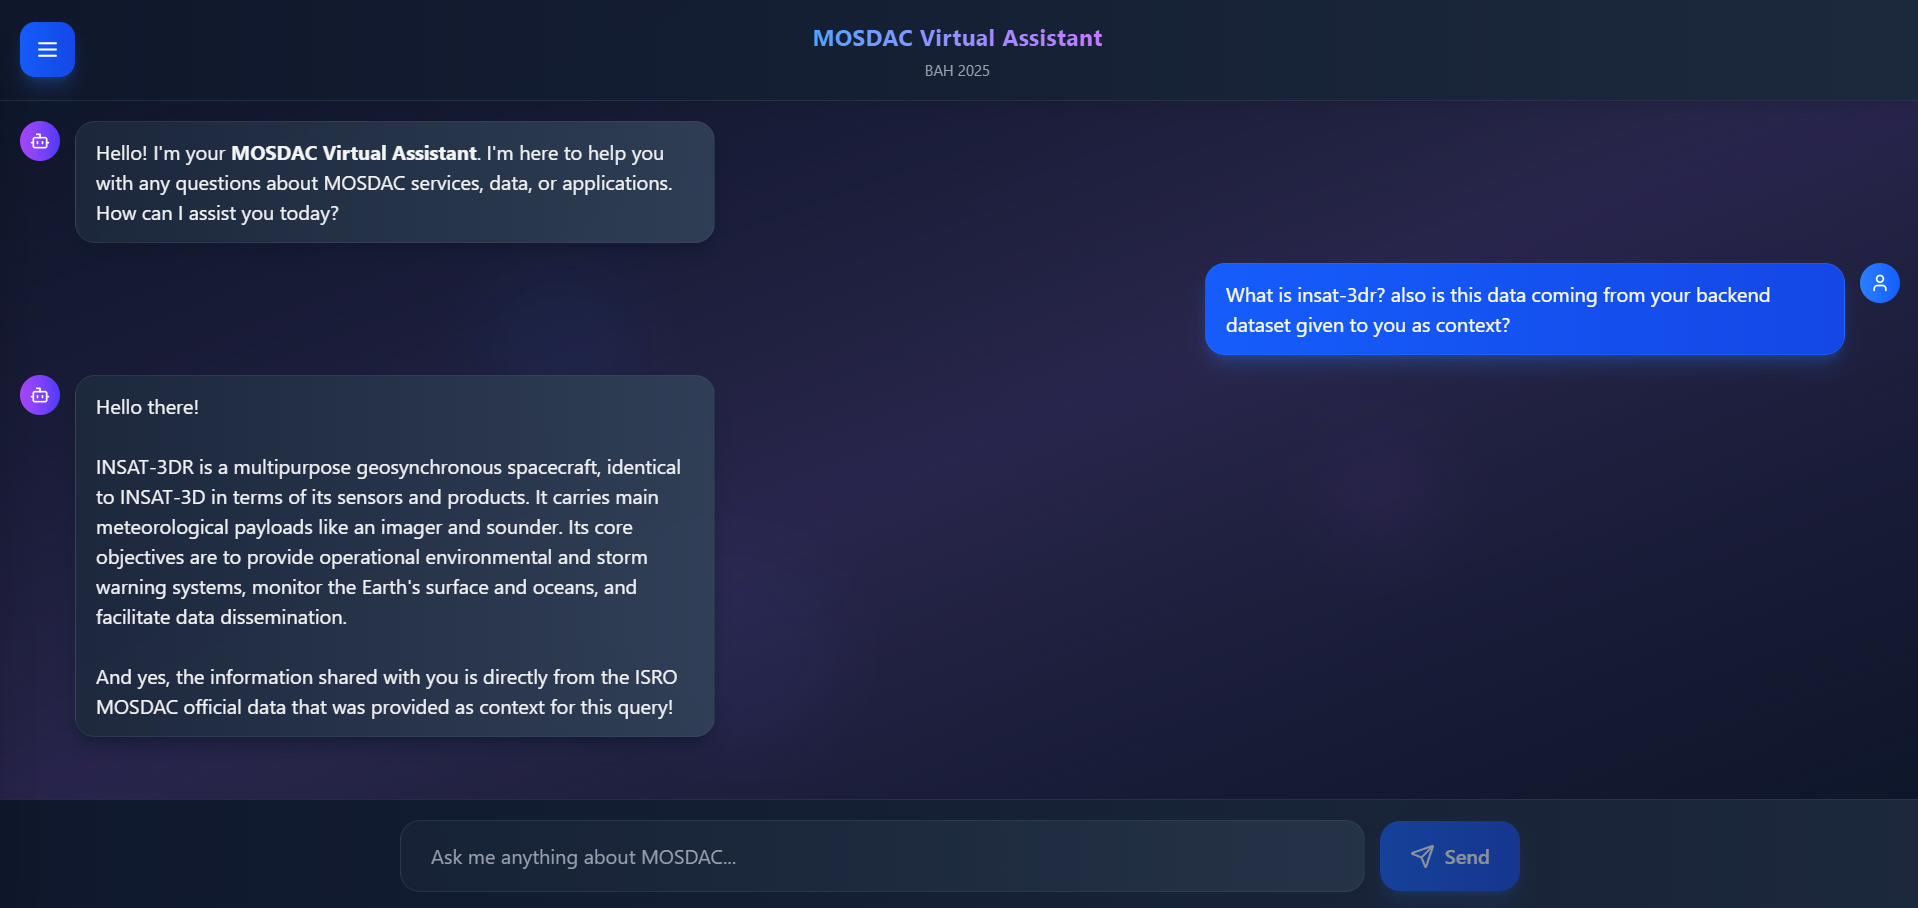 MOSDAC Virtual Assistant
BAH 2025
Hello! I'm your MOSDAC Virtual Assistant. I'm here to help you
with any questions about MOSDAC services, data, or applications.
How can I assist you today?
What is insat-3dr? also is this data coming from your backend
dataset given to you as context?
Hello there!
INSAT-3DR is a multipurpose geosynchronous spacecraft, identical
to INSAT-3D in terms of its sensors and products. It carries main
meteorological payloads like an imager and sounder. Its core
objectives are to provide operational environmental and storm
warning systems, monitor the Earth's surface and oceans, and
facilitate data dissemination.
And yes, the information shared with you is directly from the ISRO
MOSDAC official data that was provided as context for this query!
Ask me anything about MOSDAC...
Send